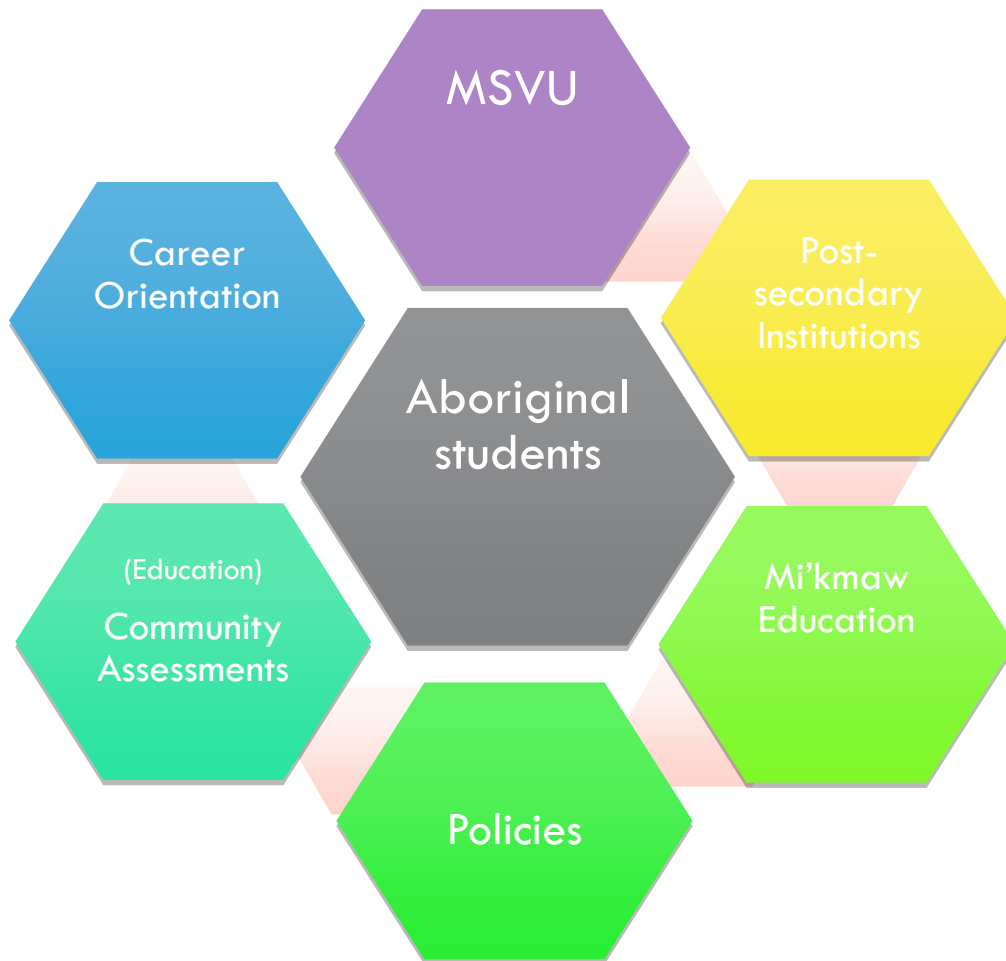 MSVU
Post-
secondary
Institutions
Mi’kmaw
Education
Policies
(Education)
Community
Assessments
Career
Orientation
Aboriginal
students